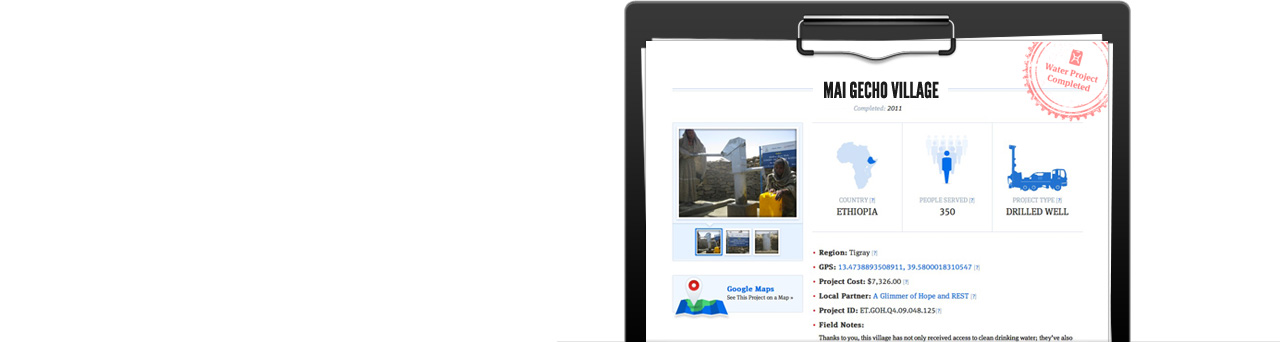 Water Project
Completed
MAI GECHO VILLAGE
Completed: 2011
COUNTRY [?]
ETHIOPIA
PEOPLE SERVED [?]
350
PROJECT TYPE [?]
DRILLED WELL
Google Maps
See This Project on a Map »
• Region: Tigray [?]
• GPS: 13.4738893508911, 39.5800018310547 [?]
• Project Cost: $7,326.00 [?]
• Local Partner: A Glimmer of Hope and REST [?]
• Project ID: ET.GOH.Q4.09.048.125[?]
• Field Notes:
Thanks to you, this village has not only received access to clean drinking water; they've also